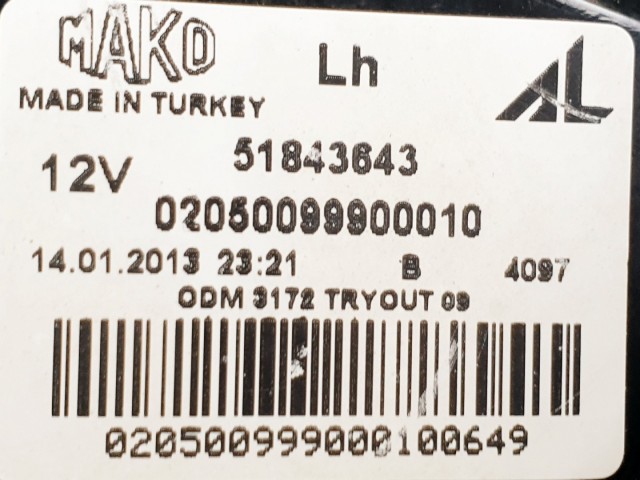 MAKO
Lh
AL
MADE IN TURKEY
51843643
12V
02050099900010
14.01.2013 23:21 B 4097
ODM 3172 TRYOUT 09
020500999000100649